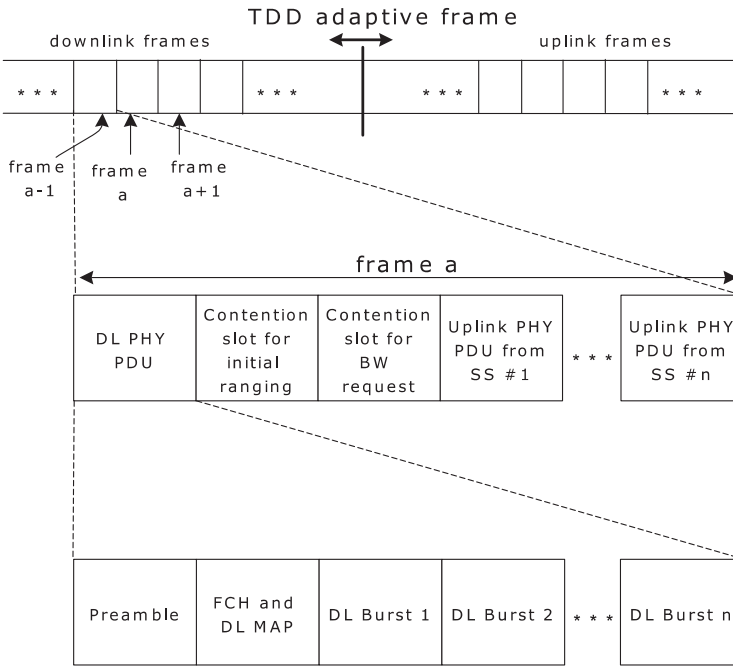 TDD adaptive frame
downlink frames
uplink frames
* * *
* * *
* * *
* * *
frame
a-1
frame
a
frame
a+1
frame a
DL PHY
PDU
Contention
slot for
initial
ranging
Contention
slot for
BW
request
Uplink PHY
PDU from
SS #1
* * *
Uplink PHY
PDU from
SS #n
Preamble
FCH and
DL MAP
DL Burst 1
DL Burst 2
* * *
DL Burst n